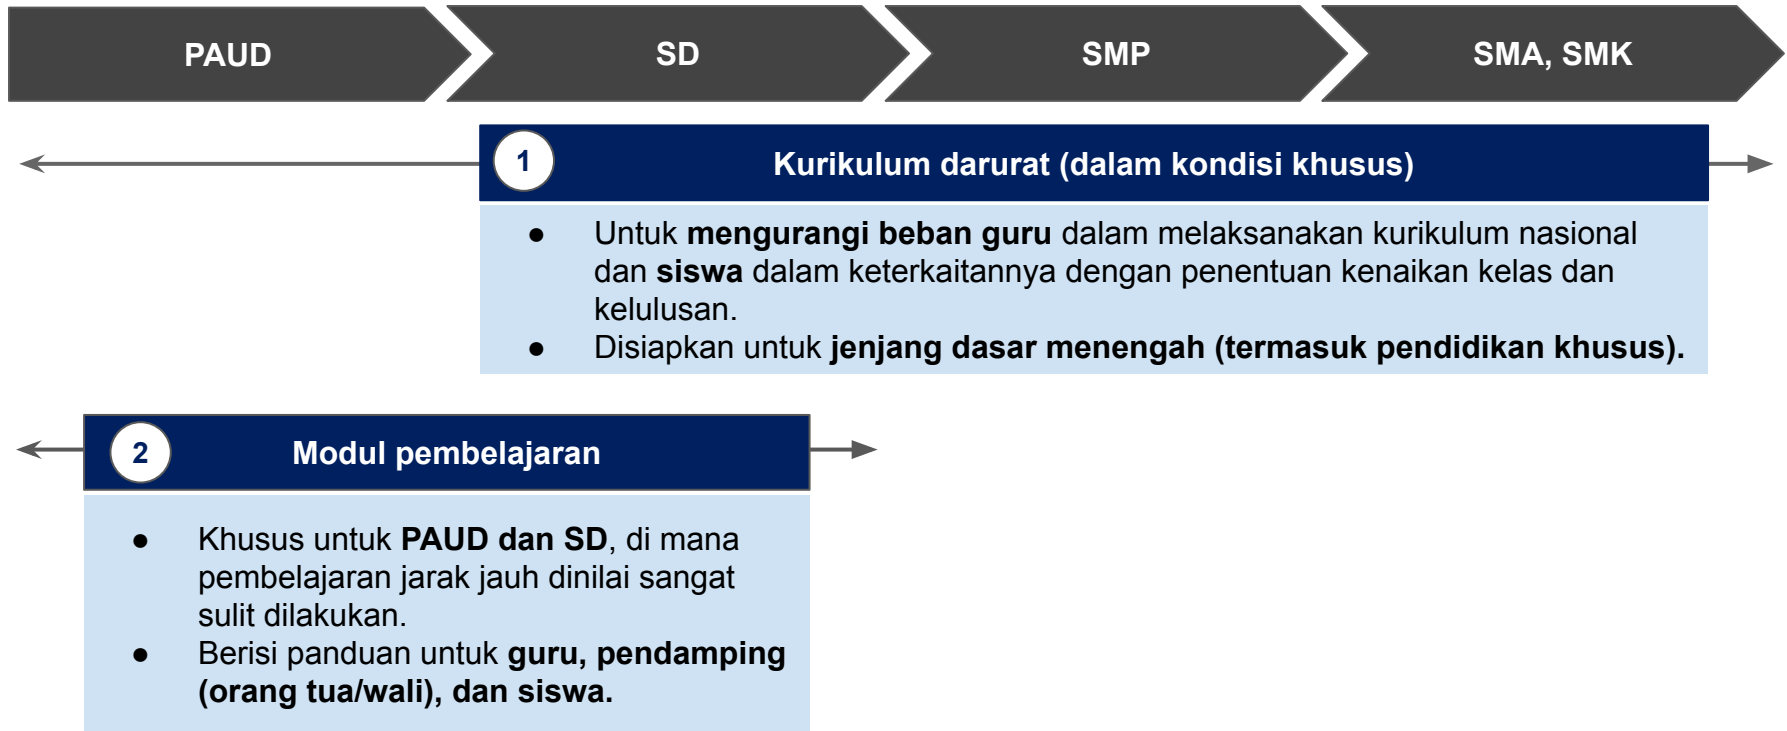 PAUD
SD
SMP
SMA, SMK
1
Kurikulum darurat (dalam kondisi khusus)
● Untuk mengurangi beban guru dalam melaksanakan kurikulum nasional
dan siswa dalam keterkaitannya dengan penentuan kenaikan kelas dan
kelulusan.
● Disiapkan untuk jenjang dasar menengah (termasuk pendidikan khusus).
2
Modul pembelajaran
● Khusus untuk PAUD dan SD, di mana
pembelajaran jarak jauh dinilai sangat
sulit dilakukan.
● Berisi panduan untuk guru, pendamping
(orang tua/wali), dan siswa.